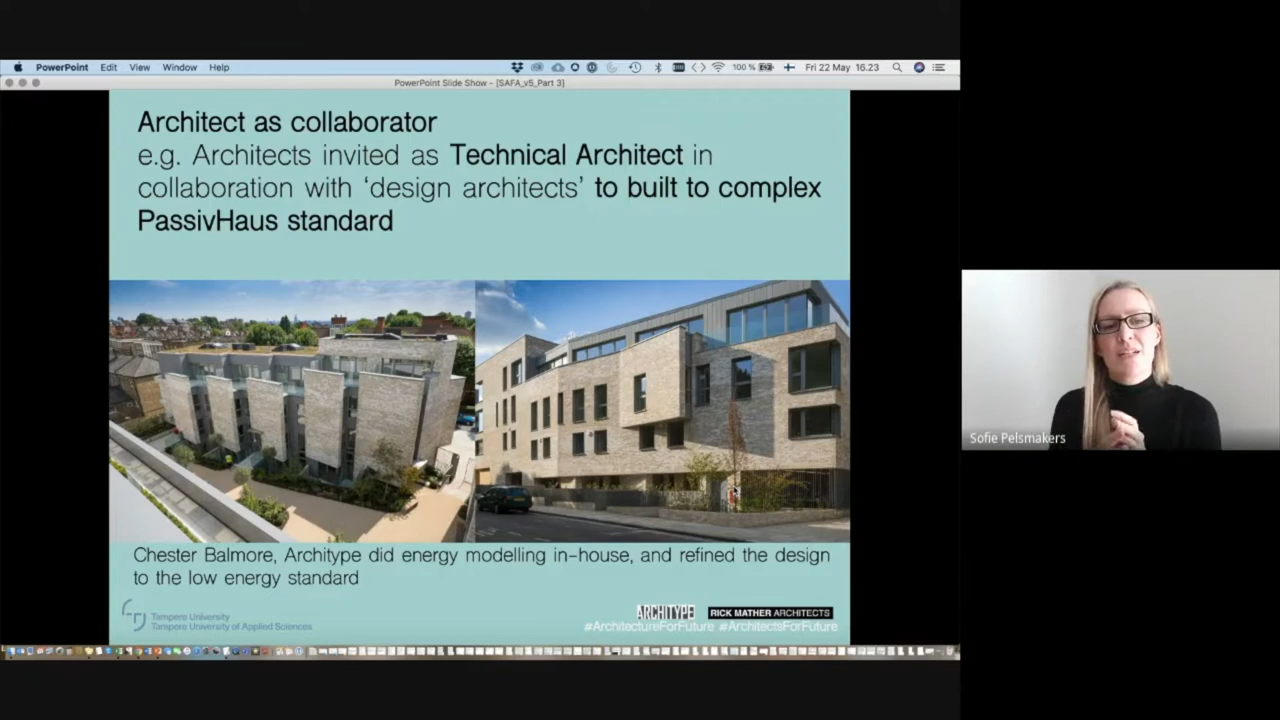 PowerPoint Edit View Window Help 100 % Fri 22 May 16.23
PowerPoint Slide Show - [SAFA_v5_Part 3]
Architect as collaborator
e.g. Architects invited as Technical Architect in
collaboration with ‘design architects’ to built to complex
PassivHaus standard
Sofie Pelsmakers
Chester Balmore, Architype did energy modelling in-house, and refined the design
to the low energy standard
Tampere University
Tampere University of Applied Sciences
ARCHITYPE RICK MATHER ARCHITECTS
#ArchitectureForFuture #ArchitectsForFuture